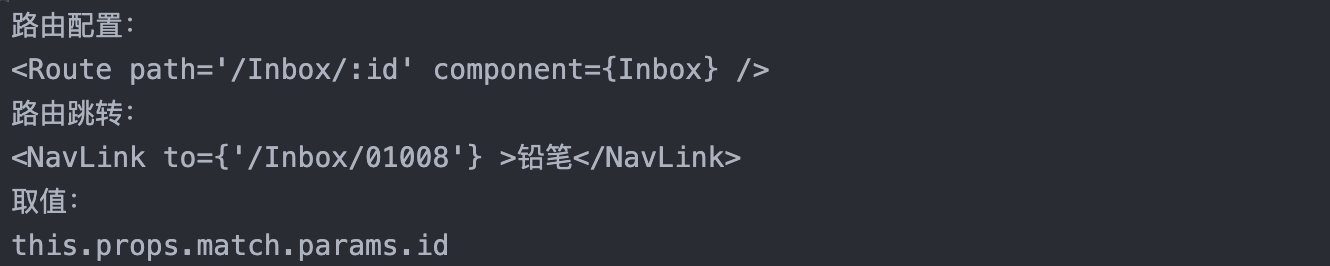 路由配置：
<Route path='/Inbox/:id' component={Inbox} />
路由跳转：
<NavLink to={'/Inbox/01008'} >铅笔</NavLink>
取值：
this.props.match.params.id